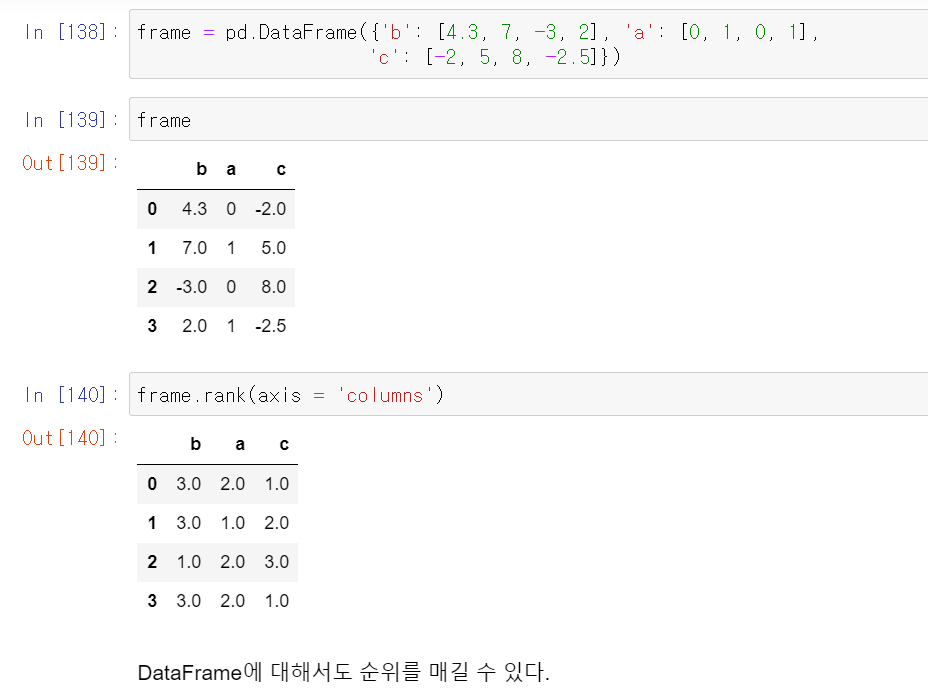 In [138]: frame = pd.DataFrame({'b': [4.3, 7, -3, 2], 'a': [0, 1, 0, 1],
'c': [-2, 5, 8, -2.5]})
In [139]: frame
Out[139]:
b a c
0 4.3 0 -2.0
1 7.0 1 5.0
2 -3.0 0 8.0
3 2.0 1 -2.5
In [140]: frame.rank(axis = 'columns')
Out[140]:
b a c
0 3.0 2.0 1.0
1 3.0 1.0 2.0
2 1.0 2.0 3.0
3 3.0 2.0 1.0
DataFrame에 대해서도 순위를 매길 수 있다.